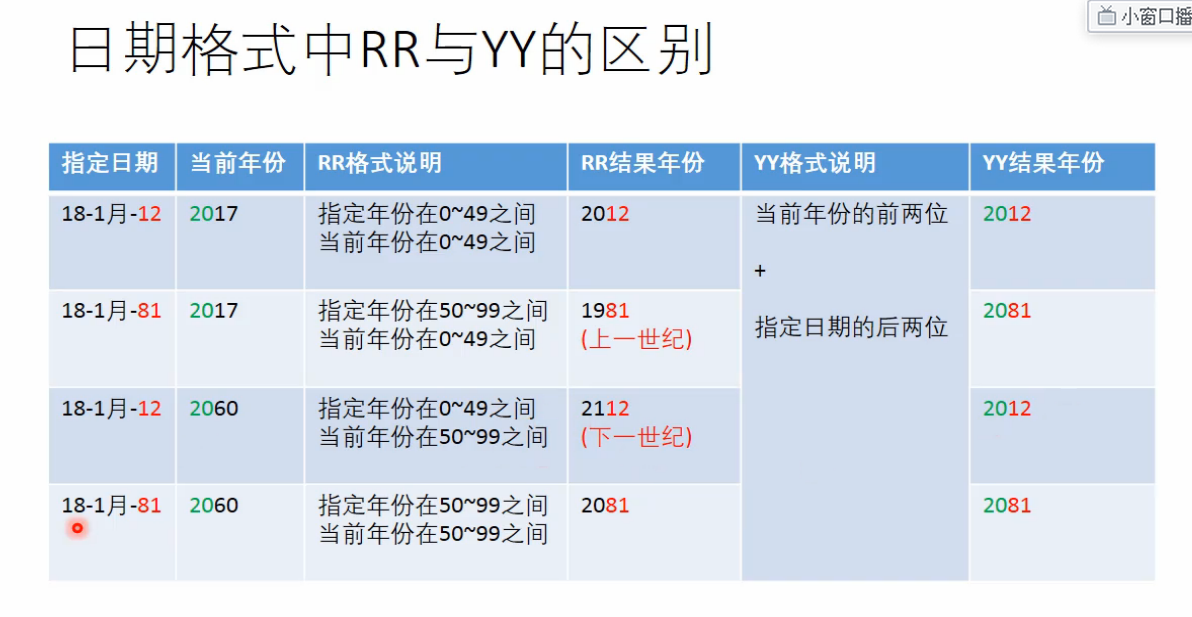 小窗口播
日期格式中RR与YY的区别
指定日期 当前年份 RR格式说明 RR结果年份 YY格式说明 YY结果年份
18-1月-12 2017 指定年份在0~49之间 2012 当前年份的前两位 2012
当前年份在0~49之间
+
18-1月-81 2017 指定年份在50~99之间 1981 2081
指定日期的后两位
当前年份在0~49之间 (上一世纪)
18-1月-12 2060 指定年份在0~49之间 2112 2012
当前年份在50~99之间 (下一世纪)
18-1月-81 2060 指定年份在50~99之间 2081 2081
当前年份在50~99之间